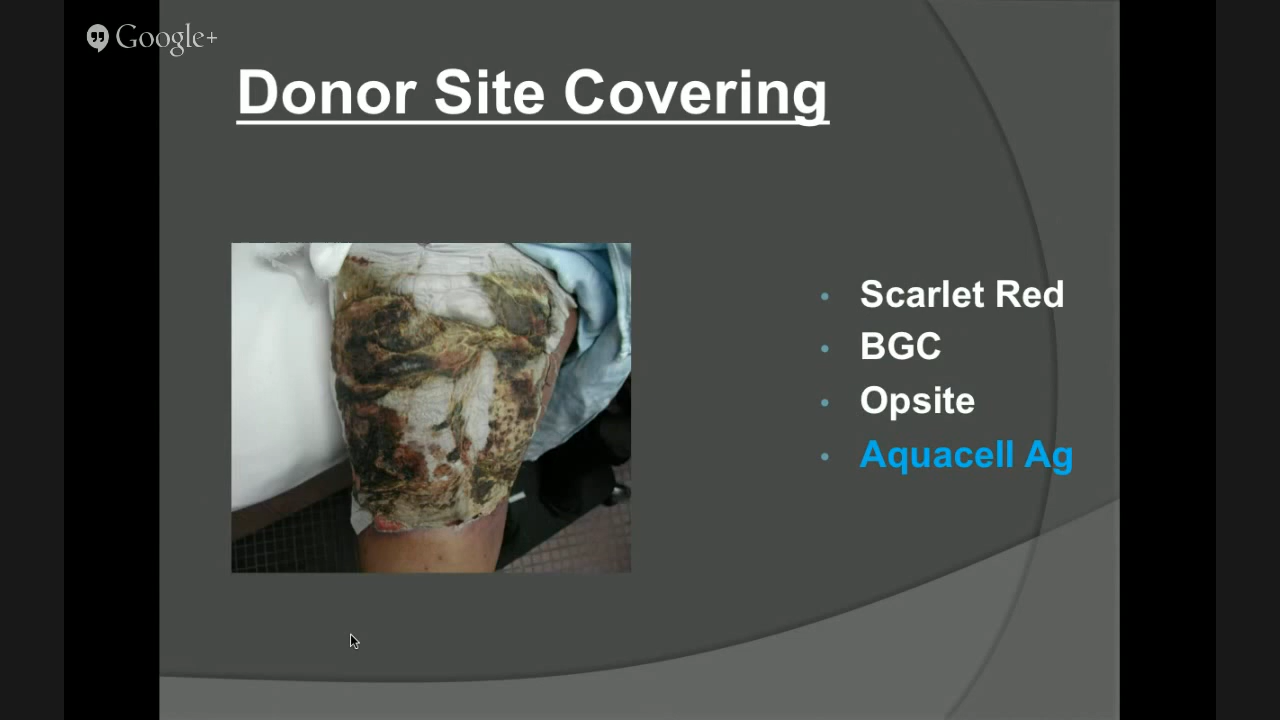 Google+
Donor Site Covering
Scarlet Red
BGC
Opsite
Aquacell Ag